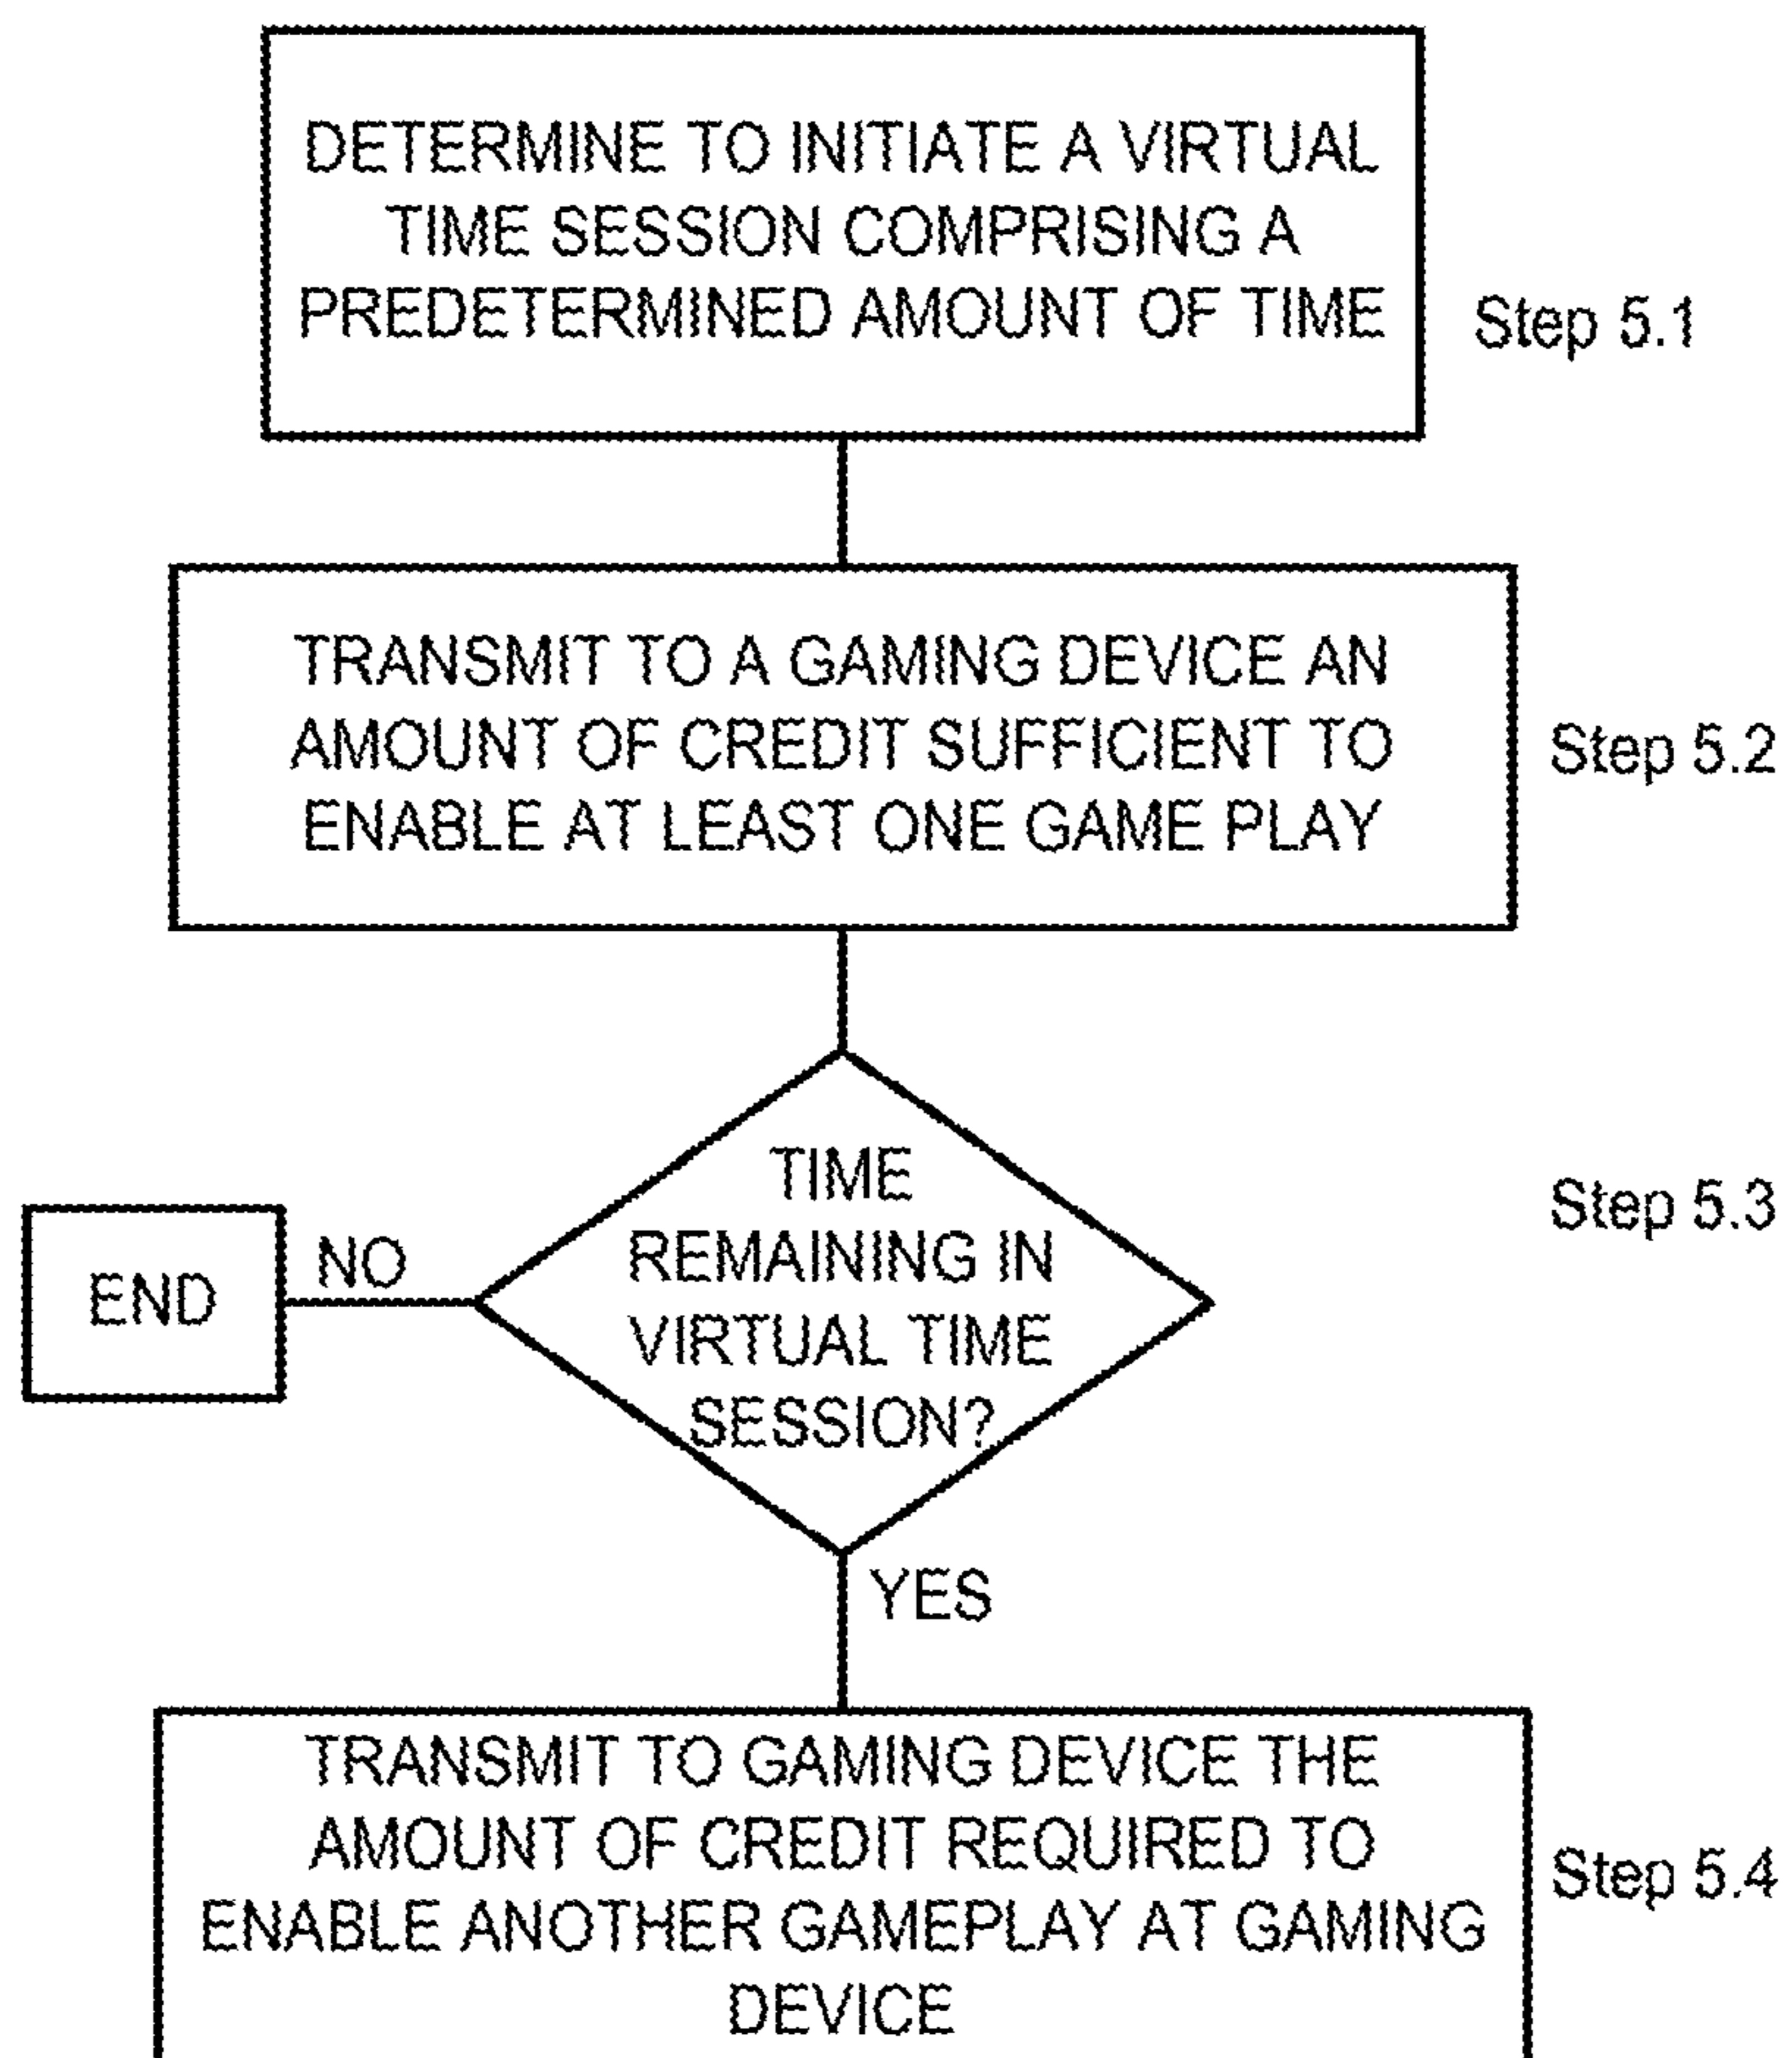 DETERMINE TO INITIATE A VIRTUAL
TIME SESSION COMPRISING A
PREDETERMINED AMOUNT OF TIME
Step 5.1
TRANSMIT TO A GAMING DEVICE AN
AMOUNT OF CREDIT SUFFICIENT TO
ENABLE AT LEAST ONE GAME PLAY
Step 5.2
TIME
REMAINING IN
VIRTUAL TIME
SESSION?
Step 5.3
NO
END
YES
TRANSMIT TO GAMING DEVICE THE
AMOUNT OF CREDIT REQUIRED TO
ENABLE ANOTHER GAMEPLAY AT GAMING
DEVICE
Step 5.4